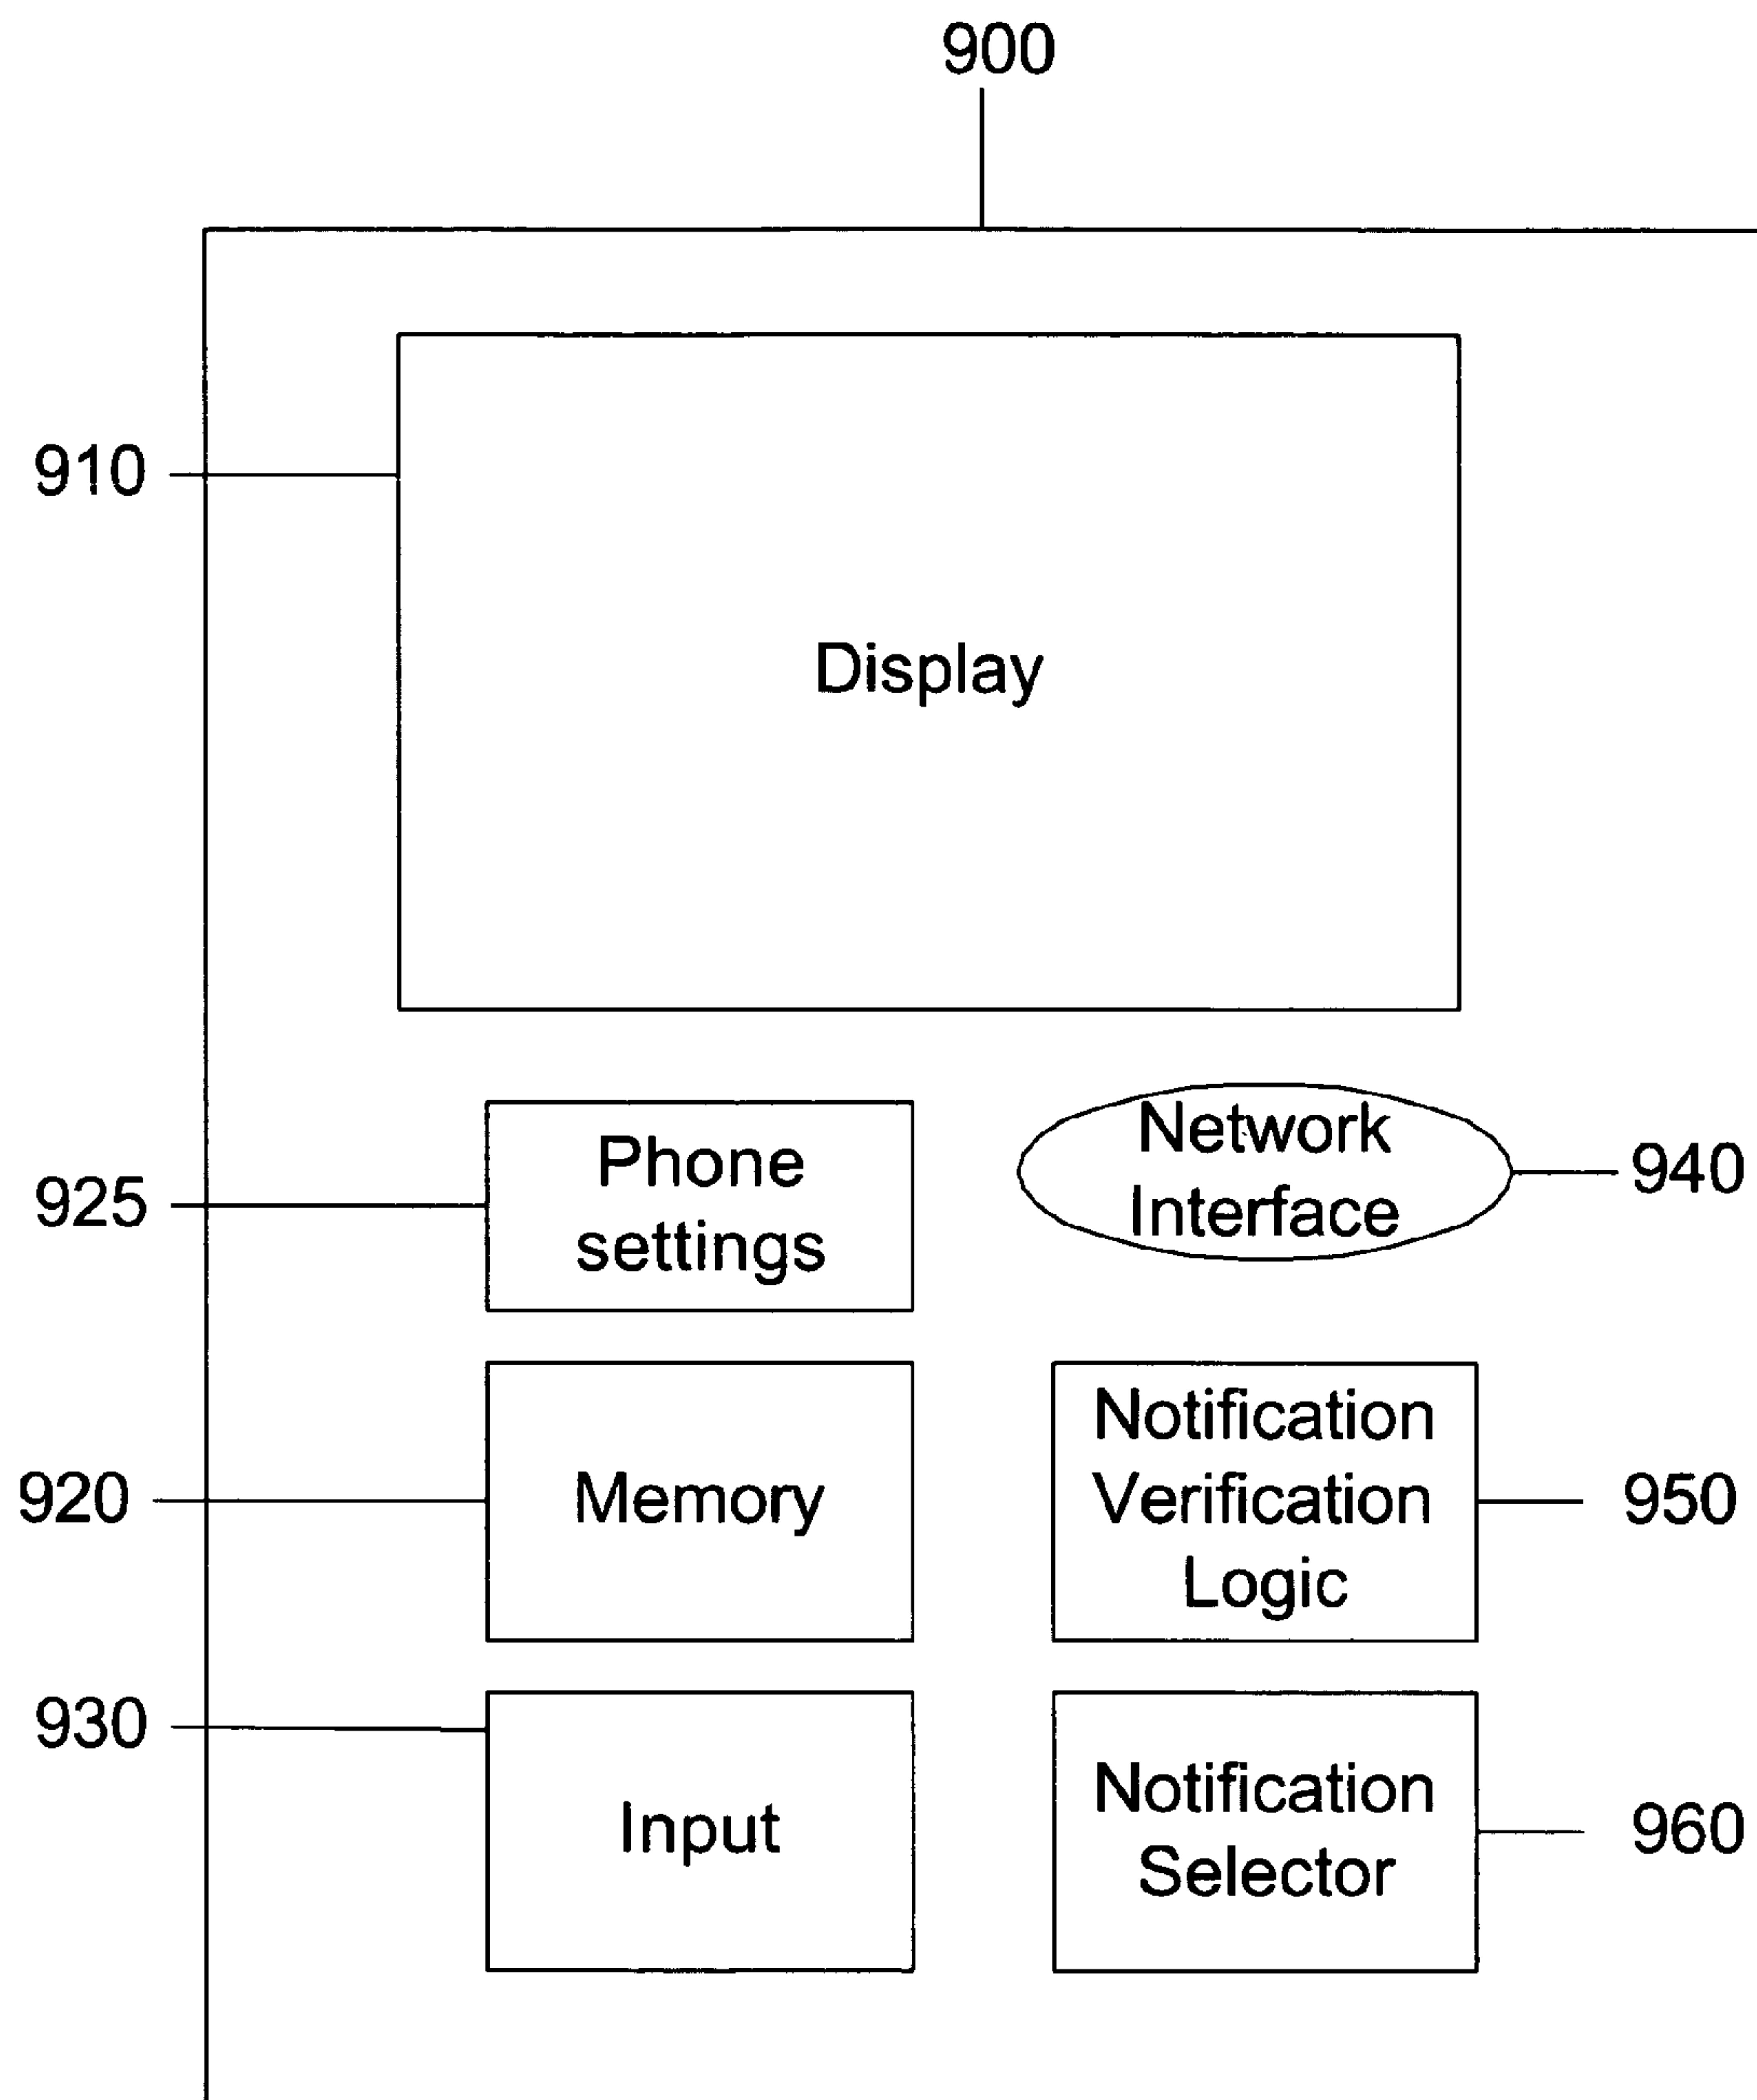 900
910
Display
925
Phone
settings
Network
Interface
940
920
Memory
Notification
Verification
Logic
950
930
Input
Notification
Selector
960